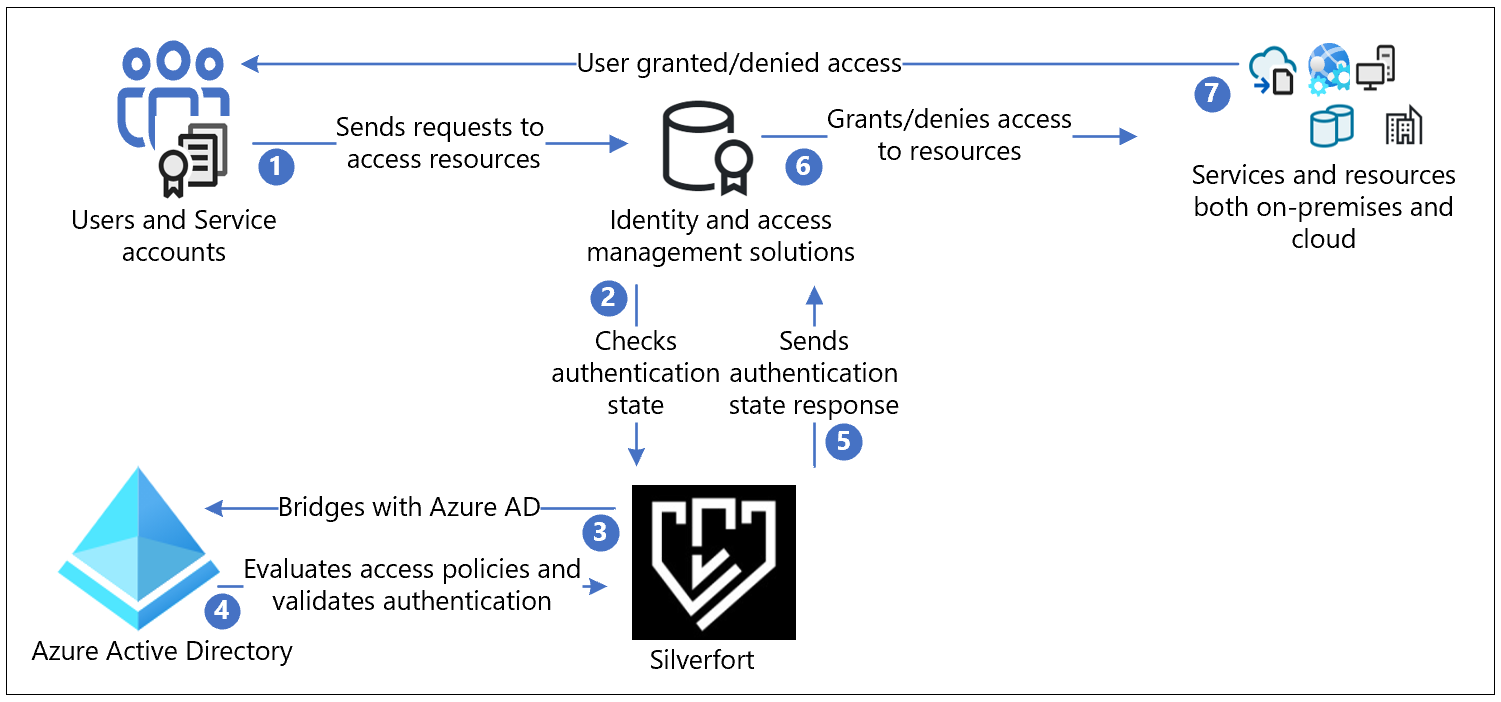 User granted/denied access
7
Sends requests to
access resources
1
Grants/denies access
to resources
6
Users and Service
accounts
Identity and access
management solutions
Services and resources
both on-premises and
cloud
2
Checks
authentication
state
Sends
authentication
state response
5
Bridges with Azure AD
3
Evaluates access policies and
validates authentication
4
Azure Active Directory
Silverfort